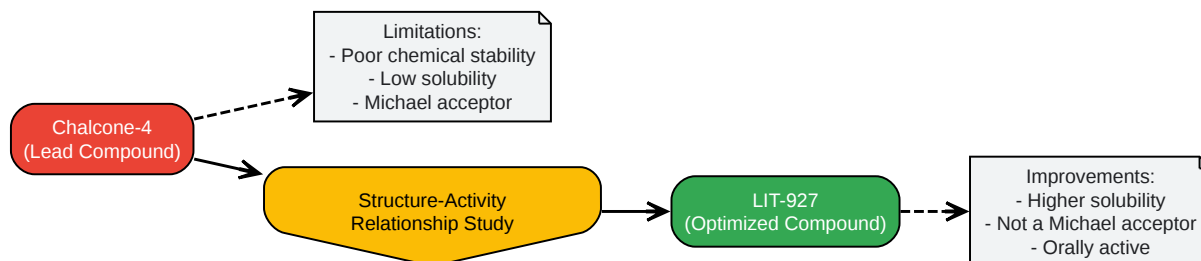 Limitations:
- Poor chemical stability
- Low solubility
- Michael acceptor
Chalcone-4
(Lead Compound)
Structure-Activity
Relationship Study
LIT-927
(Optimized Compound)
Improvements:
- Higher solubility
- Not a Michael acceptor
- Orally active